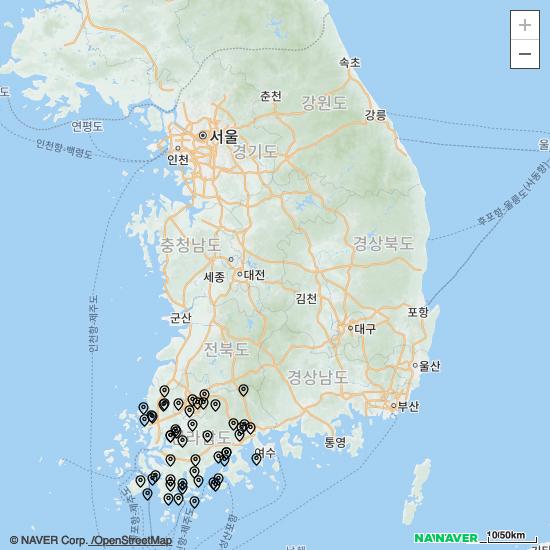 +
−
속초
춘천
강원도
강릉
도
연평도
서울
울
인천
경기도
인천항-백령도
후포항-울릉도(사동항)
충청남도
경상북도
세종
대전
김천
인천항-제주도
포항
군산
대구
전북도
울산
경상남도
부산
통영
여수
© NAVER Corp. /OpenStreetMap
NAVER
NAVER
10/50km